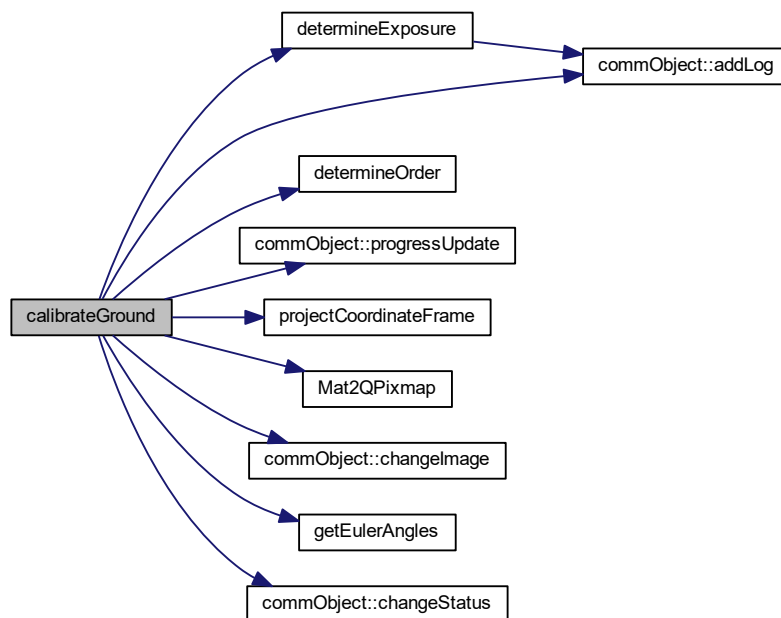 determineExposure
commObject::addLog
determineOrder
commObject::progressUpdate
calibrateGround
projectCoordinateFrame
Mat2QPixmap
commObject::changeImage
getEulerAngles
commObject::changeStatus